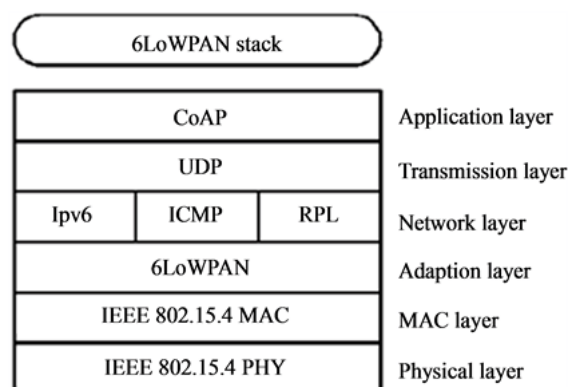 6LoWPAN stack
CoAP Application layer
UDP Transmission layer
Ipv6 ICMP RPL Network layer
6LoWPAN Adaption layer
IEEE 802.15.4 MAC MAC layer
IEEE 802.15.4 PHY Physical layer